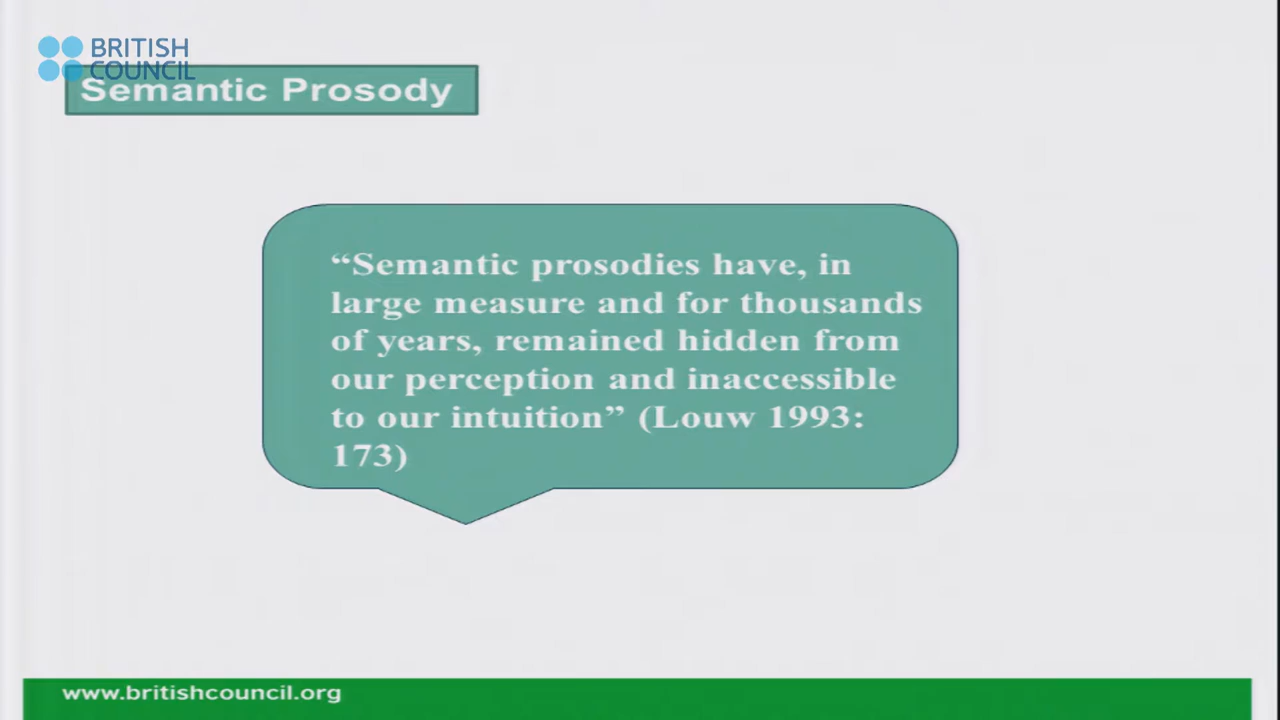 BRITISH
COUNCIL
Semantic Prosody
“Semantic prosodies have, in
large measure and for thousands
of years, remained hidden from
our perception and inaccessible
to our intuition” (Louw 1993:
173)
www.britishcouncil.org